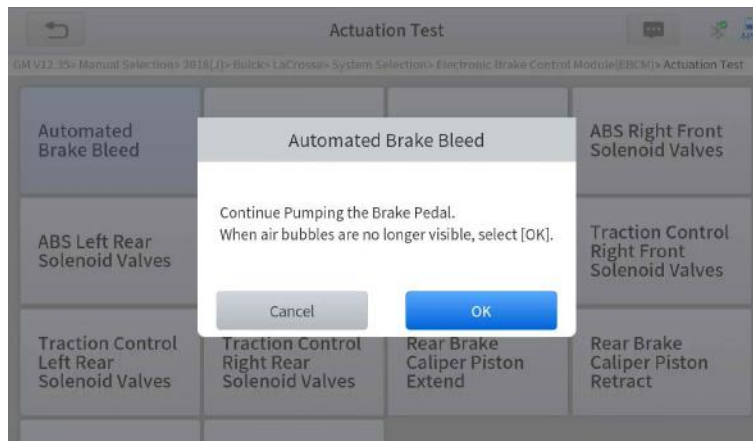 Actuation Test
GM V12.35> Manual Selection> 2018(J)> Buick> LaCrosse> System Selection> Electronic Brake Control Module(EBCM)> Actuation Test
Automated
Brake Bleed
ABS Right Front
Solenoid Valves
Automated Brake Bleed
Continue Pumping the Brake Pedal.
When air bubbles are no longer visible, select [OK].
Cancel
OK
ABS Left Rear
Solenoid Valves
Traction Control
Right Front
Solenoid Valves
Traction Control
Left Rear
Solenoid Valves
Traction Control
Right Rear
Solenoid Valves
Rear Brake
Caliper Piston
Extend
Rear Brake
Caliper Piston
Retract